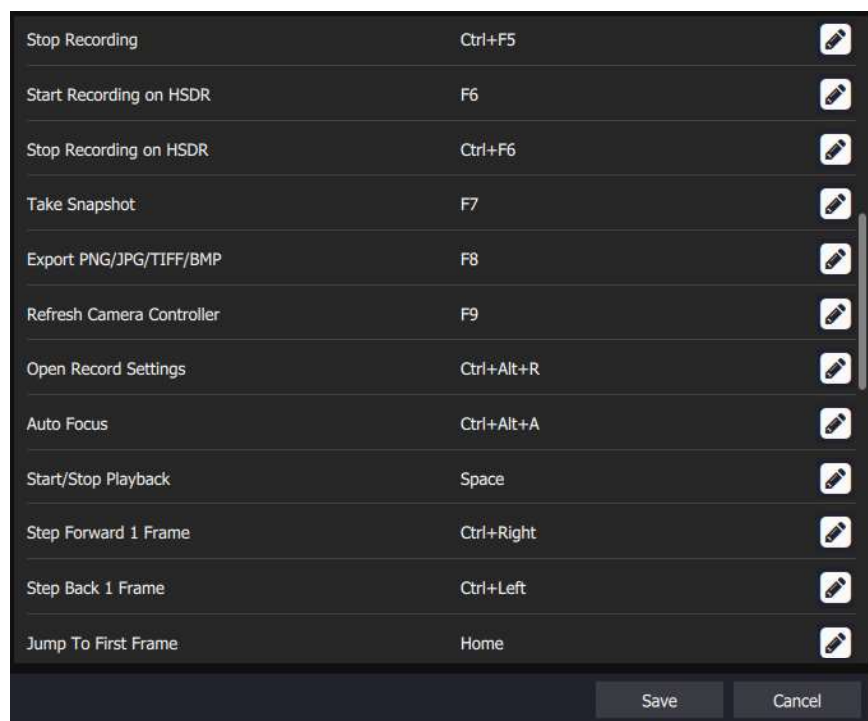 Stop Recording Ctrl+F5
Start Recording on HSDR F6
Stop Recording on HSDR Ctrl+F6
Take Snapshot F7
Export PNG/JPG/TIFF/BMP F8
Refresh Camera Controller F9
Open Record Settings Ctrl+Alt+R
Auto Focus Ctrl+Alt+A
Start/Stop Playback Space
Step Forward 1 Frame Ctrl+Right
Step Back 1 Frame Ctrl+Left
Jump To First Frame Home
Save Cancel